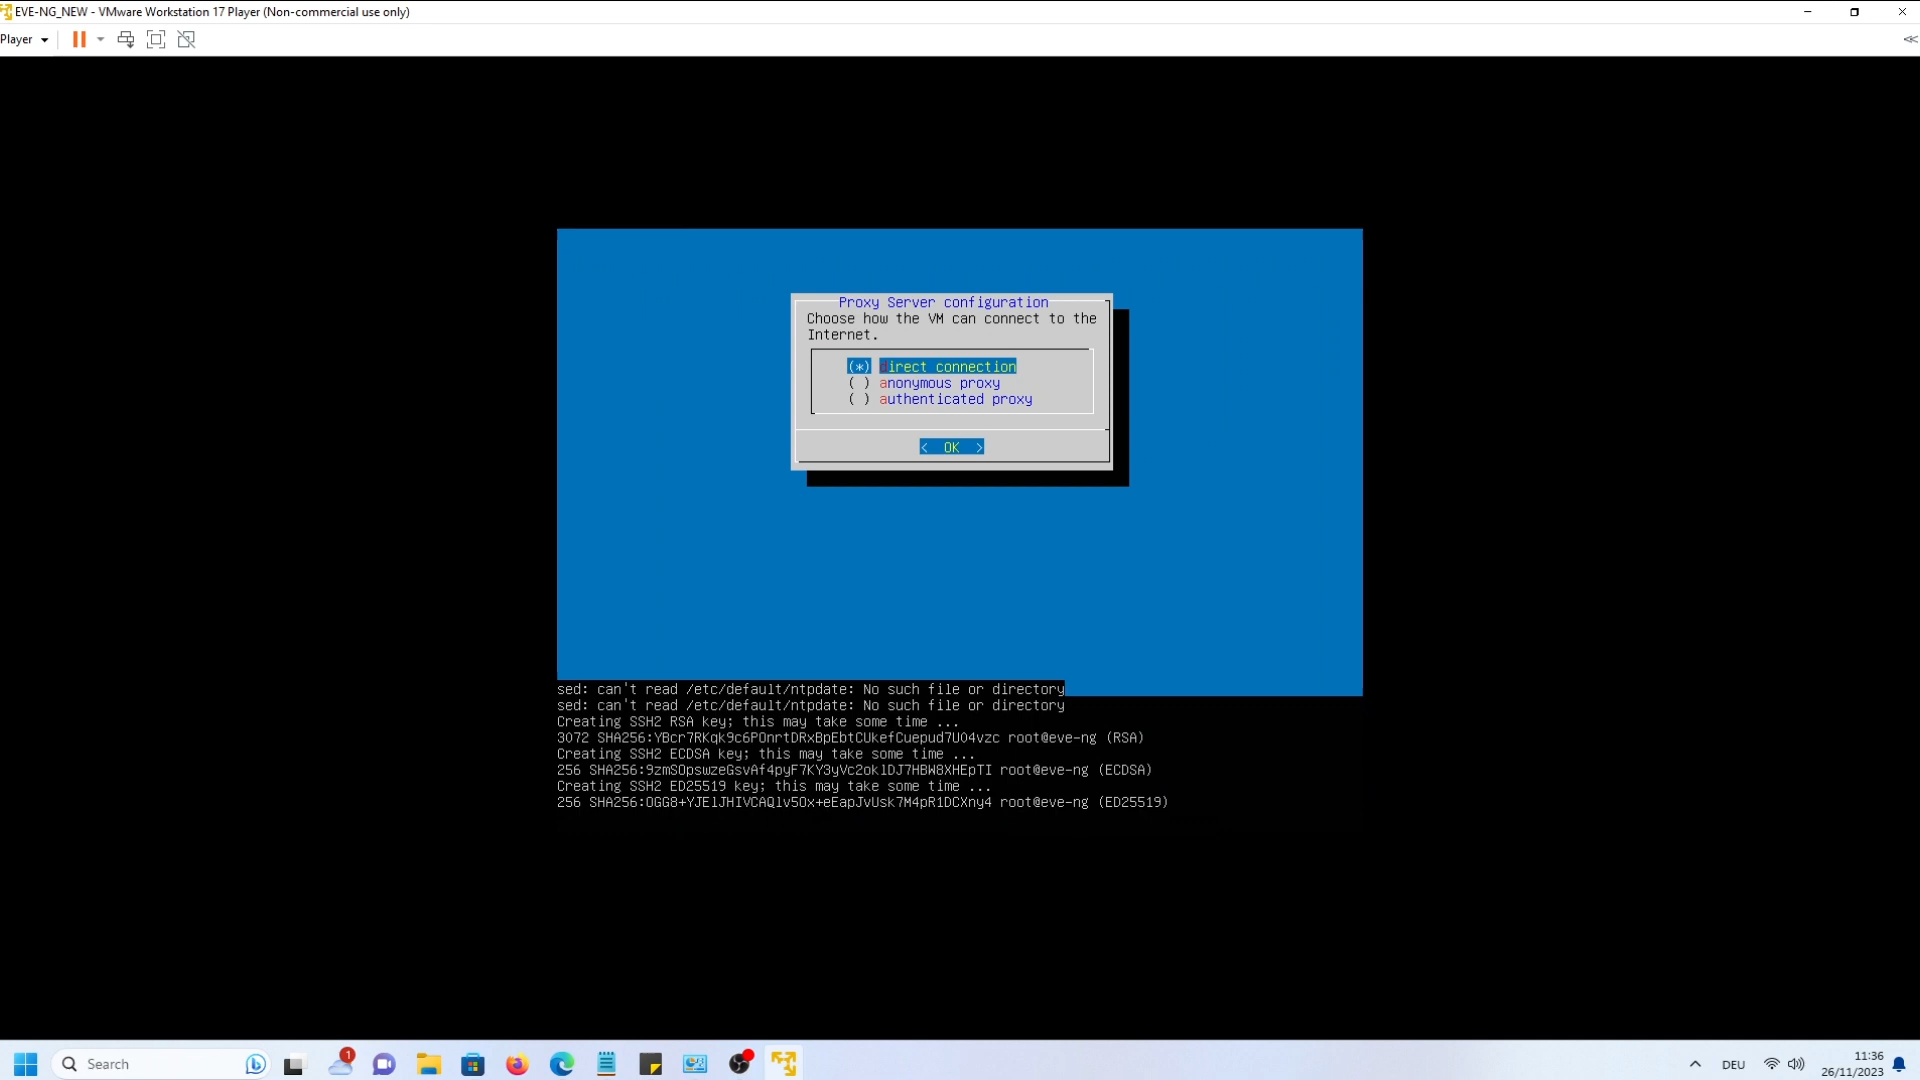 EVE-NG_NEW - VMware Workstation 17 Player (Non-commercial use only)
Player
Proxy Server configuration
Choose how the VM can connect to the
Internet.
(*) direct connection
( ) anonymous proxy
( ) authenticated proxy
< OK >
sed: can't read /etc/default/ntpdate: No such file or directory
sed: can't read /etc/default/ntpdate: No such file or directory
Creating SSH2 RSA key; this may take some time ...
3072 SHA256:YBcr7RKqk9c6POnrtDRxBpEbtCUkefCuepud7U04vzc root@eve-ng (RSA)
Creating SSH2 ECDSA key; this may take some time ...
256 SHA256:9zmSOpswzeGsvAf4pyF7KY3yVc2oklDJ7HBW8XHEpTI root@eve-ng (ECDSA)
Creating SSH2 ED25519 key; this may take some time ...
256 SHA256:OGG8+YJElJHIVCAQlv5Ox+eEapJvUsk7M4pR1DCXny4 root@eve-ng (ED25519)
Search
1
DEU
11:36
26/11/2023